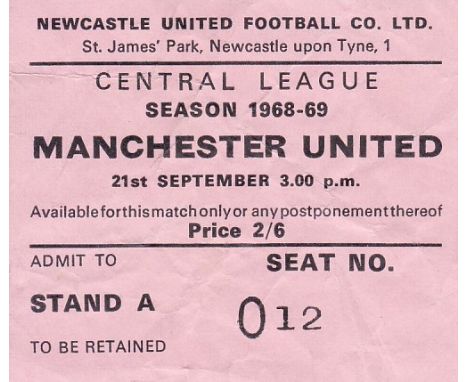 NEWCASTLE UNITED FOOTBALL CO. LTD.
St. James' Park, Newcastle upon Tyne, 1
CENTRAL LEAGUE
SEASON 1968-69
MANCHESTER UNITED
21st SEPTEMBER 3.00 p.m.
Available for this match only or any postponement thereof
Price 2/6
ADMIT TO SEAT NO.
STAND A O 12
TO BE RETAINED